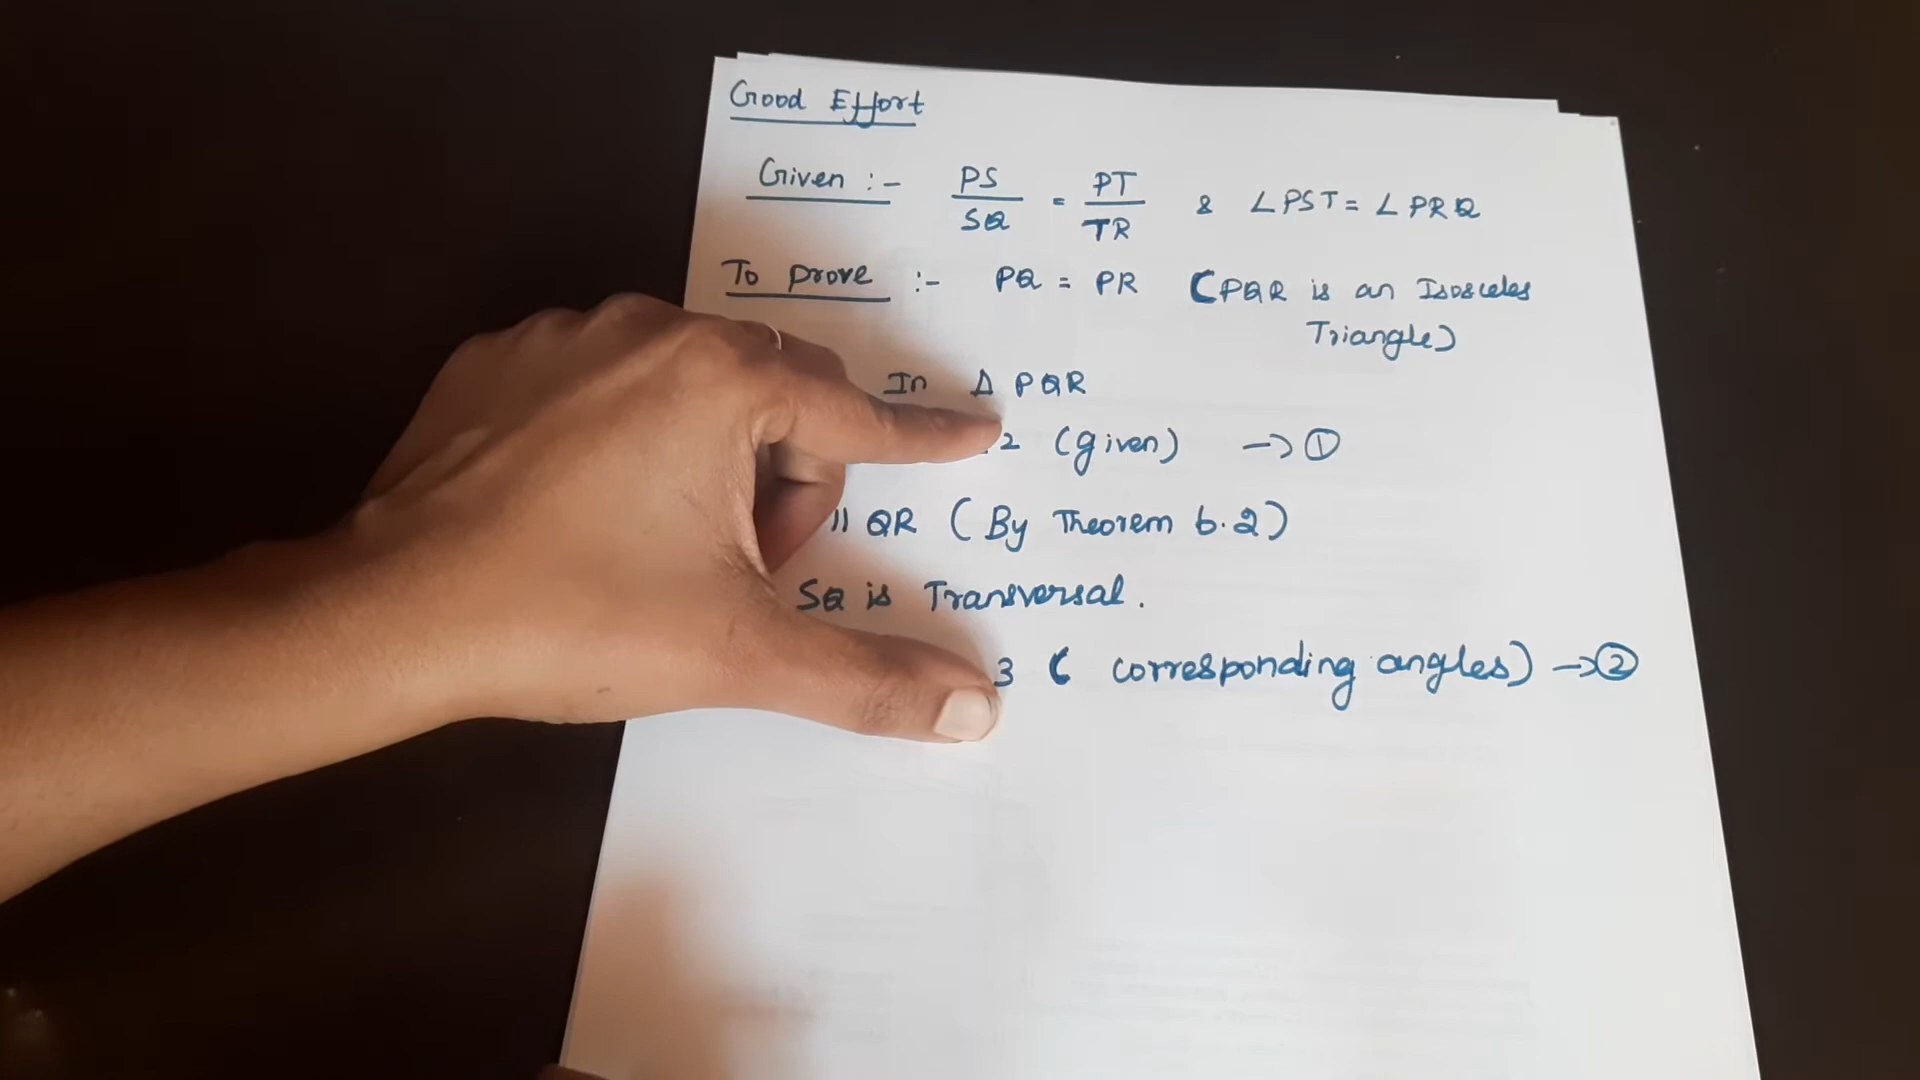 Good Effort
Given :- PS/SQ = PT/TR & ∠PST = ∠PRQ
To prove :- PQ = PR (PQR is an Isosceles
Triangle)
In Δ PQR
2 (given) → ①
|| QR (By Theorem 6.2)
SQ is Transversal.
3 ( corresponding angles) → ②